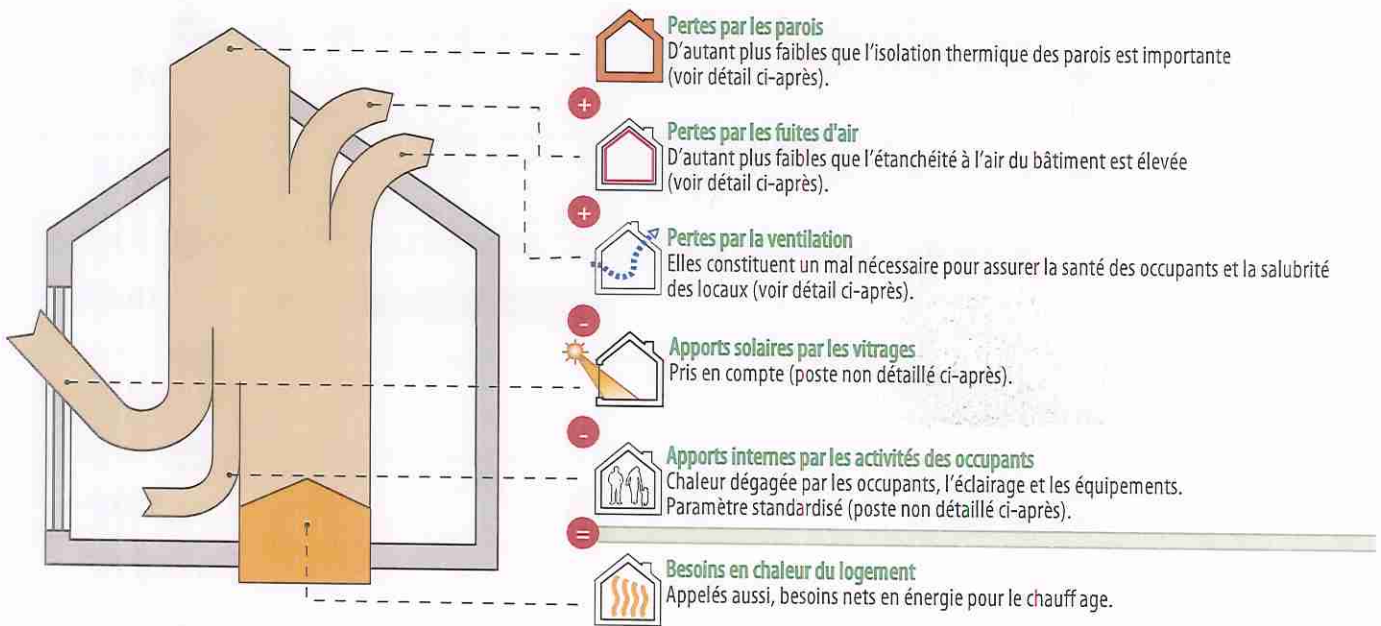 Pertes par les parois
D'autant plus faibles que l'isolation thermique des parois est importante
(voir détail ci-après).
+
Pertes par les fuites d'air
D'autant plus faibles que l'étanchéité à l'air du bâtiment est élevée
(voir détail ci-après).
+
Pertes par la ventilation
Elles constituent un mal nécessaire pour assurer la santé des occupants et la salubrité
des locaux (voir détail ci-après).
-
Apports solaires par les vitrages
Pris en compte (poste non détaillé ci-après).
-
Apports internes par les activités des occupants
Chaleur dégagée par les occupants, l'éclairage et les équipements.
Paramètre standardisé (poste non détaillé ci-après).
=
Besoins en chaleur du logement
Appelés aussi, besoins nets en énergie pour le chauff age.